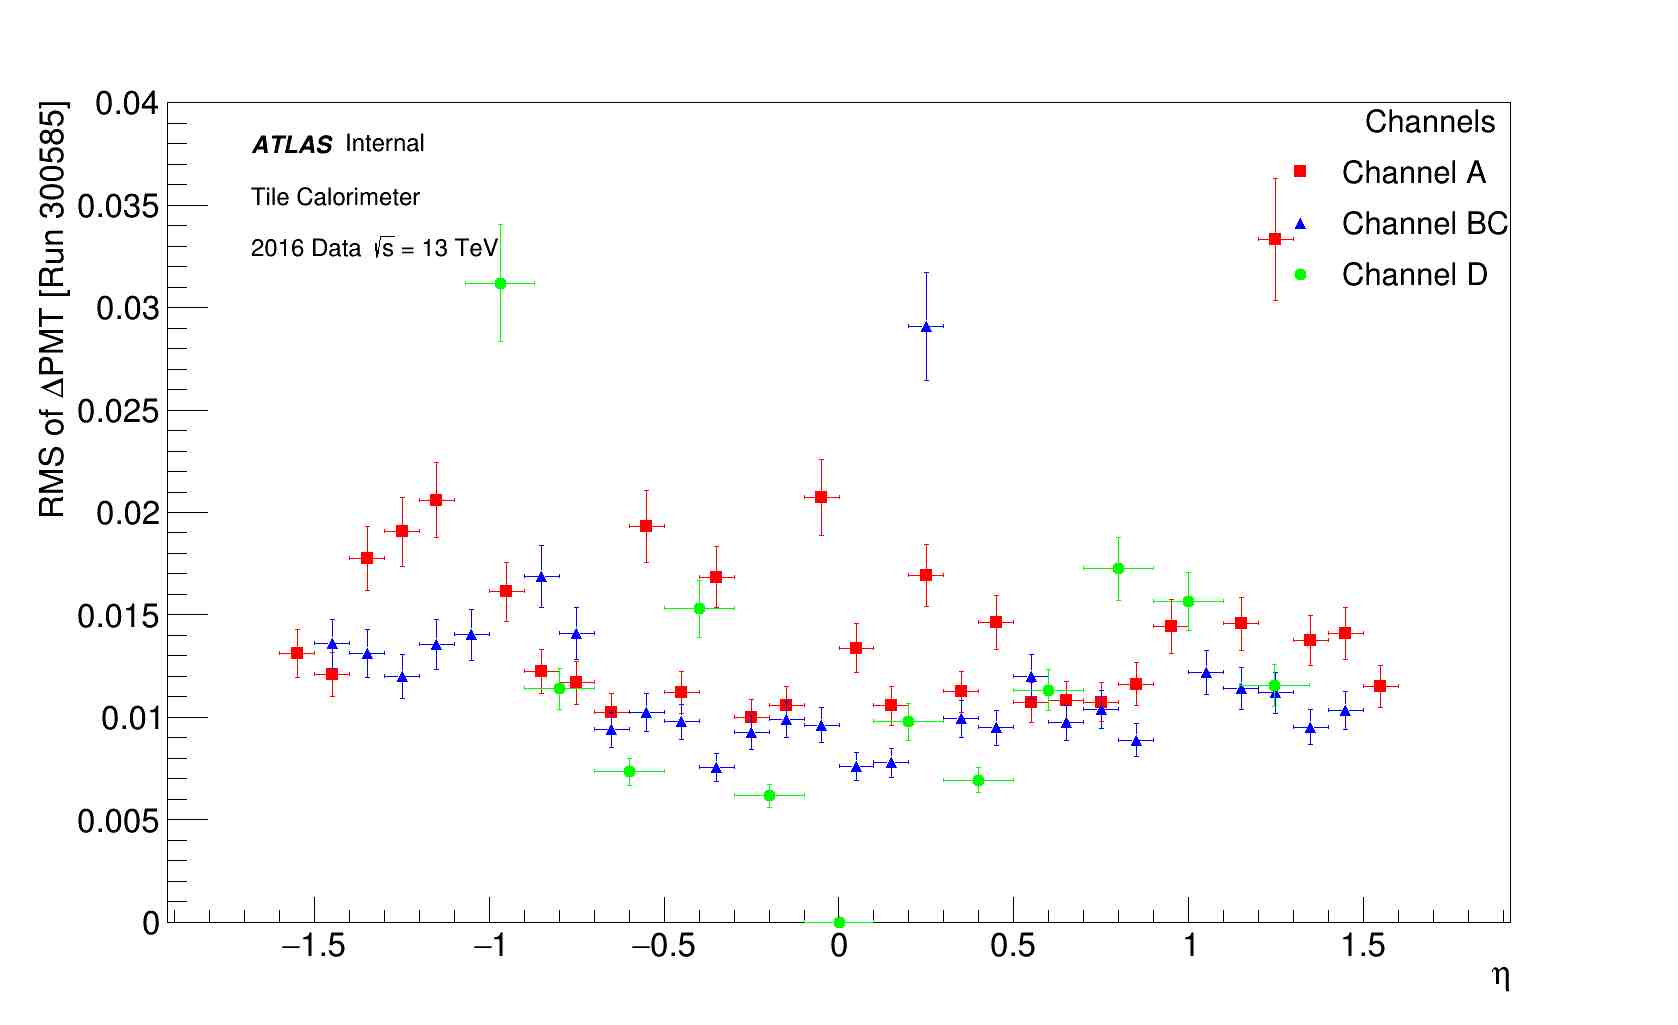 RMS of ΔPMT [Run 300585]
0.04
0.035
0.03
0.025
0.02
0.015
0.01
0.005
0
ATLAS Internal
Tile Calorimeter
2016 Data √s = 13 TeV
Channels
Channel A
Channel BC
Channel D
−1.5 −1 −0.5 0 0.5 1 1.5
η